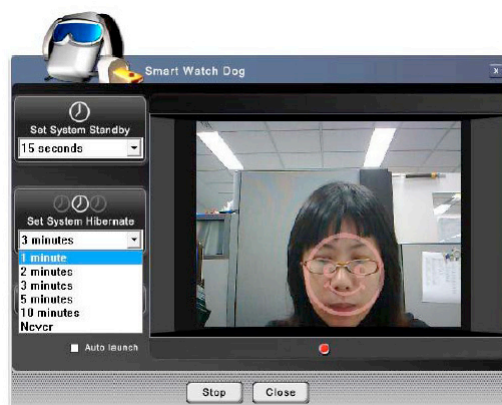 Smart Watch Dog
x
Set System Standby
15 seconds
Set System Hibernate
3 minutes
1 minute
2 minutes
3 minutes
5 minutes
10 minutes
Never
Auto launch
Stop
Close